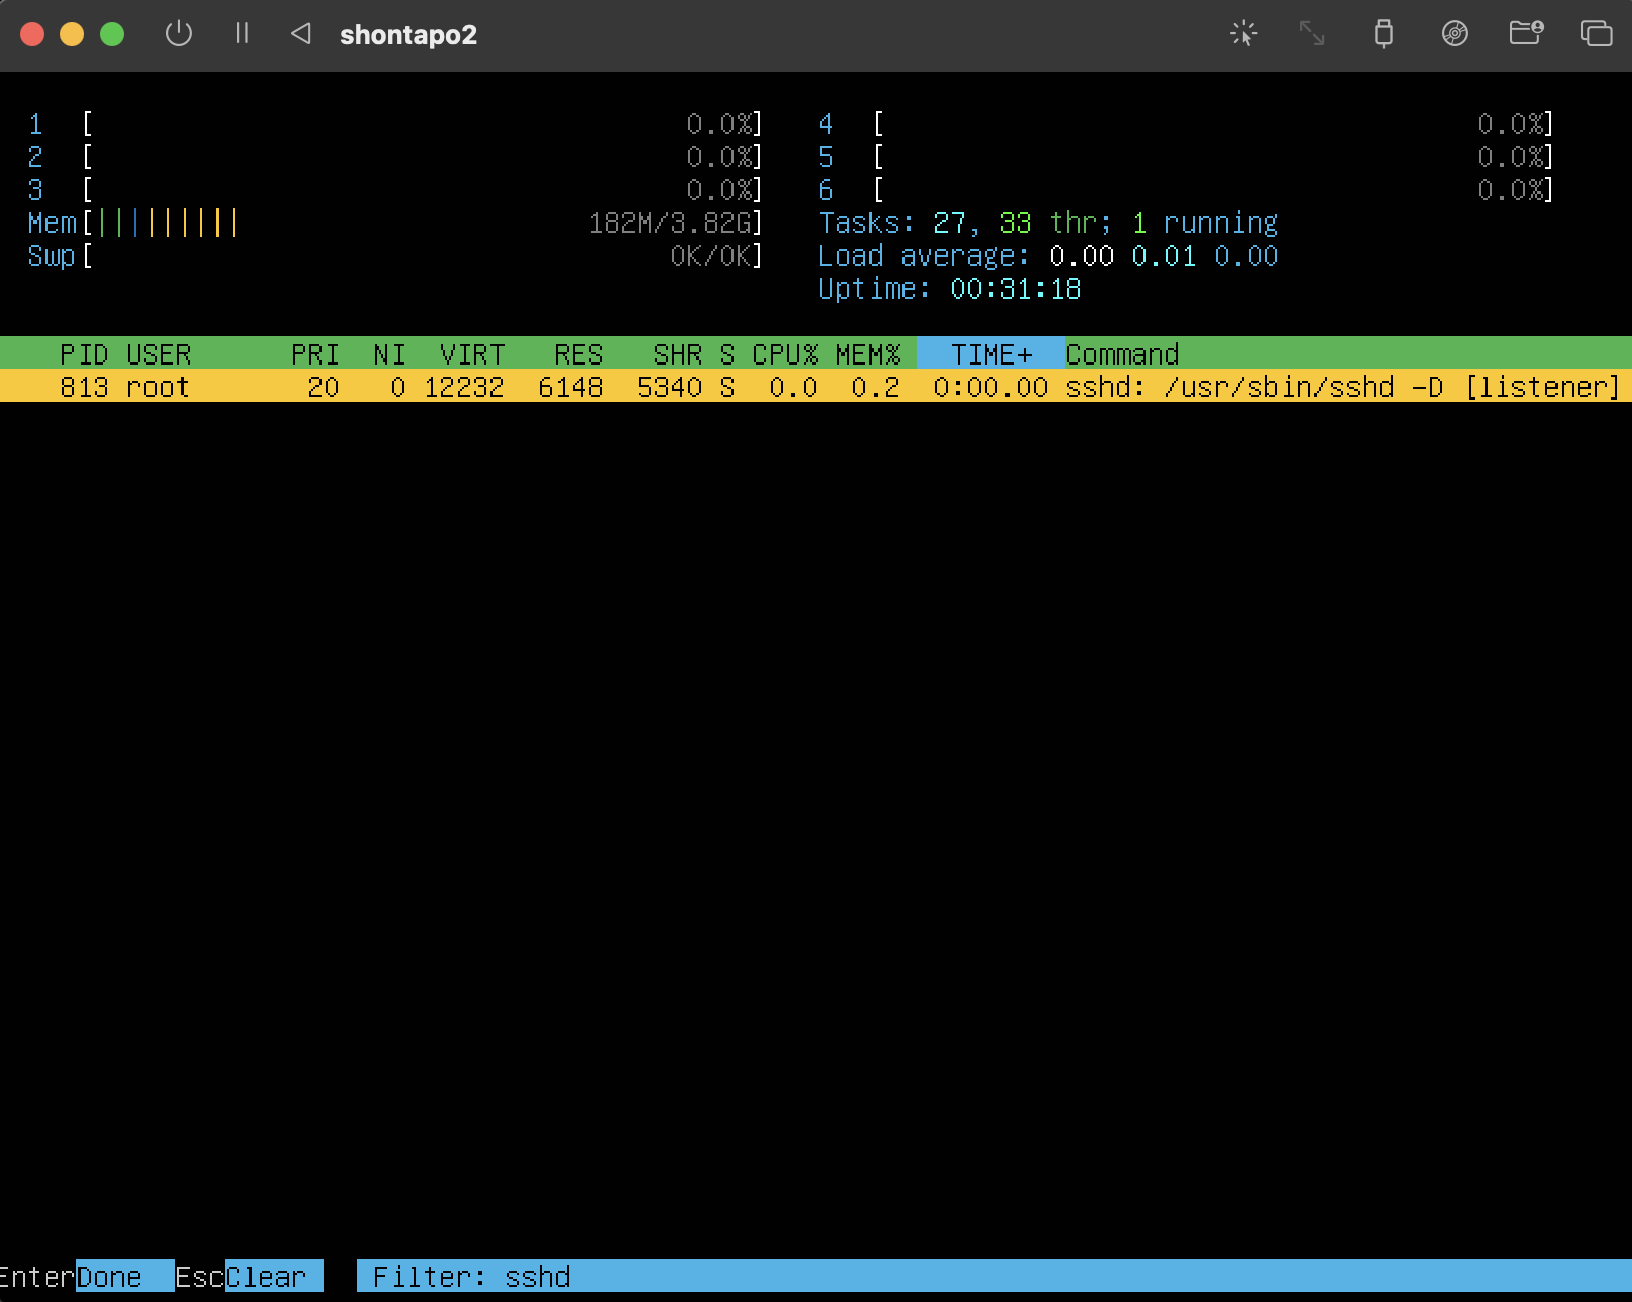 shontapo2
1 [ 0.0%] 4 [ 0.0%]
2 [ 0.0%] 5 [ 0.0%]
3 [ 0.0%] 6 [ 0.0%]
Mem[||||||||| 182M/3.82G] Tasks: 27, 33 thr; 1 running
Swp[ 0K/0K] Load average: 0.00 0.01 0.00
Uptime: 00:31:18
PID USER PRI NI VIRT RES SHR S CPU% MEM% TIME+ Command
813 root 20 0 12232 6148 5340 S 0.0 0.2 0:00.00 sshd: /usr/sbin/sshd -D [listener]
EnterDone EscClear Filter: sshd